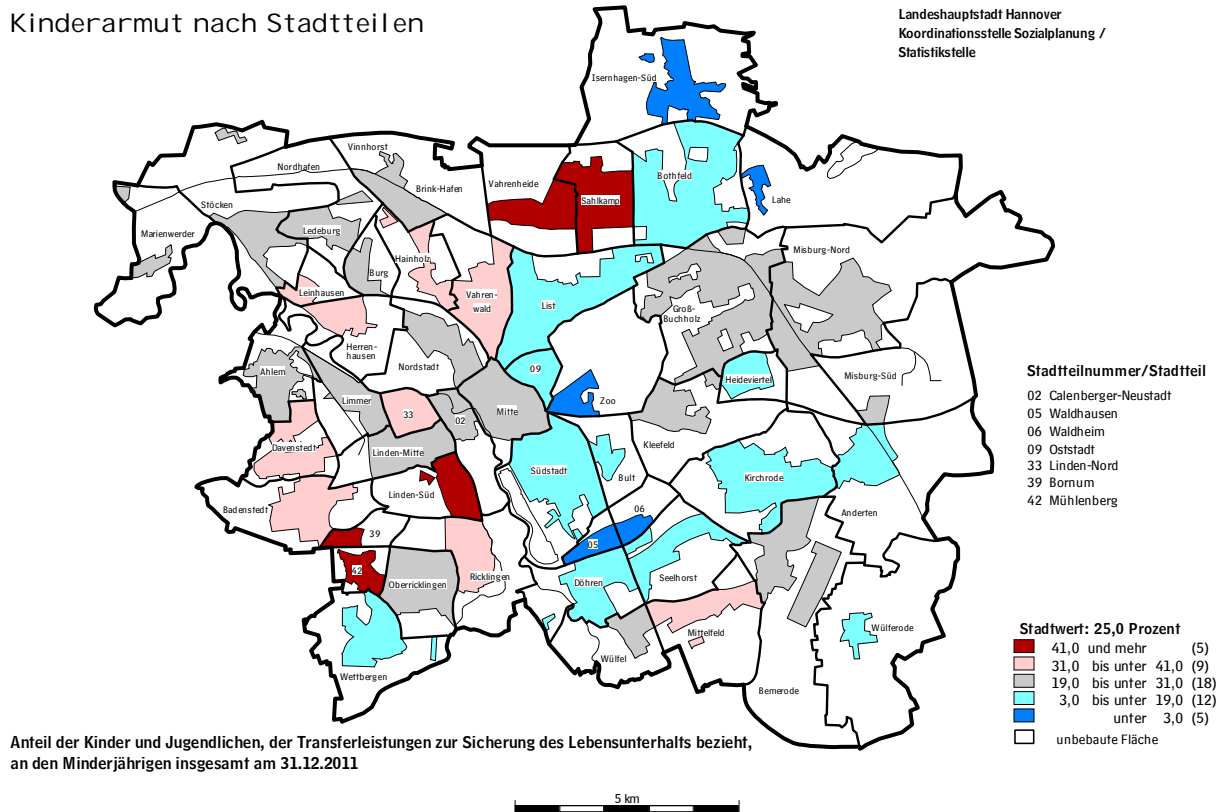 Kinderarmut nach Stadtteilen
Landeshauptstadt Hannover
Koordinationsstelle Sozialplanung /
Statistikstelle
Isernhagen-Süd
Vinnhorst
Nordhafen
Brink-Hafen
Vahrenheide
Sahlkamp
Bothfeld
Lahe
Stöcken
Marienwerder
Ledeburg
Burg
Hainholz
Leinhausen
Vahren-
wald
List
Misburg-Nord
Groß-
Buchholz
Herren-
hausen
Nordstadt
09
Ahlem
Heideviertel
Misburg-Süd
Limmer
33
02
Mitte
Zoo
Kleefeld
Davenstedt
Linden-Mitte
Südstadt
Bult
Kirchrode
Linden-Süd
Badenstedt
39
06
05
Anderten
42
Oberricklingen
Ricklingen
Döhren
Seelhorst
Mittelfeld
Wülferode
Wülfel
Wettbergen
Bemerode
Stadtteilnummer/Stadtteil
02 Calenberger-Neustadt
05 Waldhausen
06 Waldheim
09 Oststadt
33 Linden-Nord
39 Bornum
42 Mühlenberg
Stadtwert: 25,0 Prozent
41,0 und mehr (5)
31,0 bis unter 41,0 (9)
19,0 bis unter 31,0 (18)
3,0 bis unter 19,0 (12)
unter 3,0 (5)
unbebaute Fläche
Anteil der Kinder und Jugendlichen, der Transferleistungen zur Sicherung des Lebensunterhalts bezieht,
an den Minderjährigen insgesamt am 31.12.2011
5 km